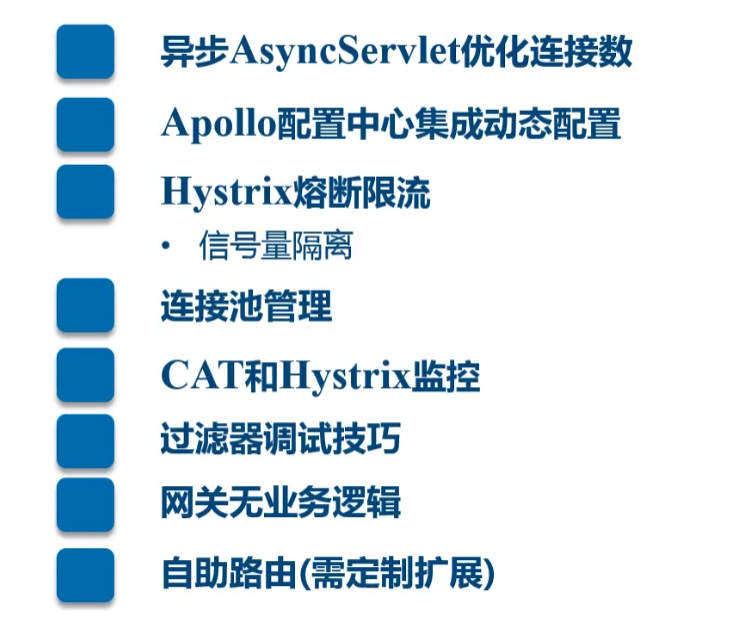 异步AsyncServlet优化连接数
Apollo配置中心集成动态配置
Hystrix熔断限流
• 信号量隔离
连接池管理
CAT和Hystrix监控
过滤器调试技巧
网关无业务逻辑
自助路由(需定制扩展)